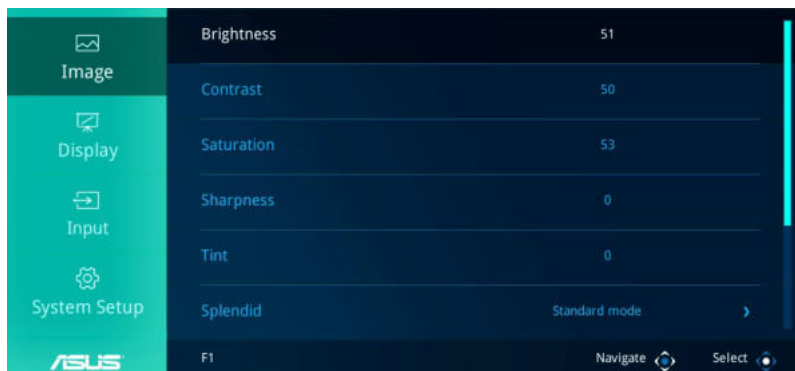 Image
Display
Input
System Setup
ASUS
Brightness 51
Contrast 50
Saturation 53
Sharpness 0
Tint 0
Splendid Standard mode
F1 Navigate Select